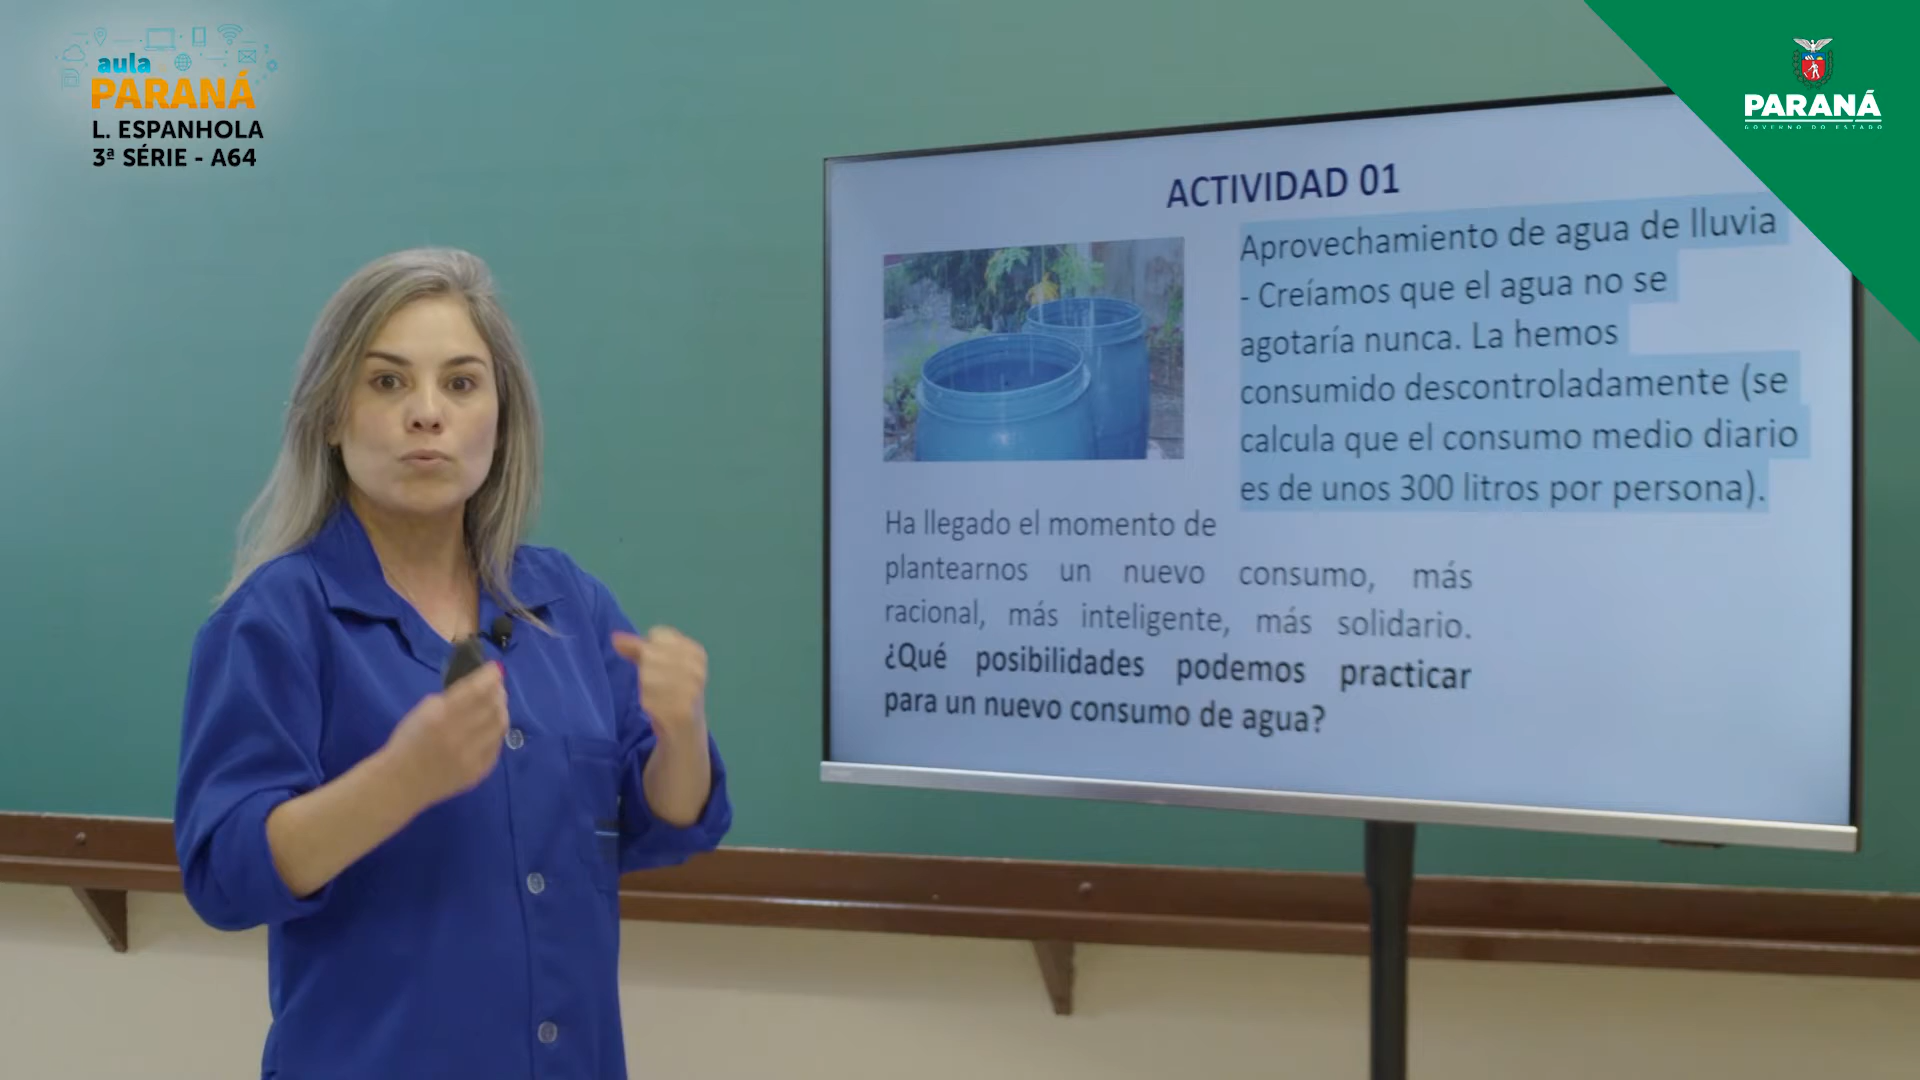 aula
PARANÁ
L. ESPANHOLA
3ª SÉRIE - A64
PARANÁ
GOVERNO DO ESTADO
ACTIVIDAD 01
Aprovechamiento de agua de lluvia
- Creíamos que el agua no se
agotaría nunca. La hemos
consumido descontroladamente (se
calcula que el consumo medio diario
es de unos 300 litros por persona).
Ha llegado el momento de
plantearnos un nuevo consumo, más
racional, más inteligente, más solidario.
¿Qué posibilidades podemos practicar
para un nuevo consumo de agua?